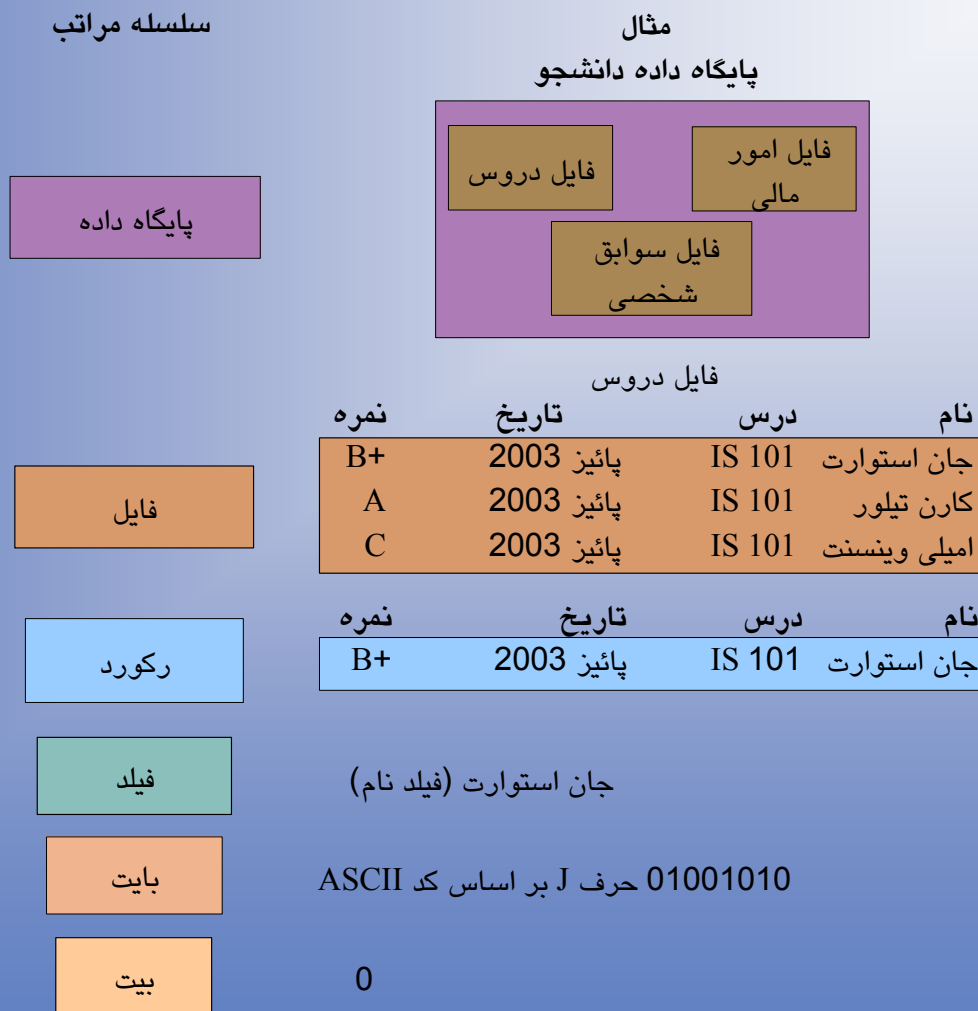 سلسله مراتب
مثال
پایگاه داده دانشجو
فایل امور
مالی
فایل دروس
فایل سوابق
شخصی
پایگاه داده
فایل دروس
نام درس تاریخ نمره
جان استوارت IS 101 پائیز 2003 B+
کارن تیلور IS 101 پائیز 2003 A
امیلی وینسنت IS 101 پائیز 2003 C
فایل
نام درس تاریخ نمره
جان استوارت IS 101 پائیز 2003 B+
رکورد
فیلد
جان استوارت (فیلد نام)
بایت
01001010 حرف J بر اساس کد ASCII
بیت
0